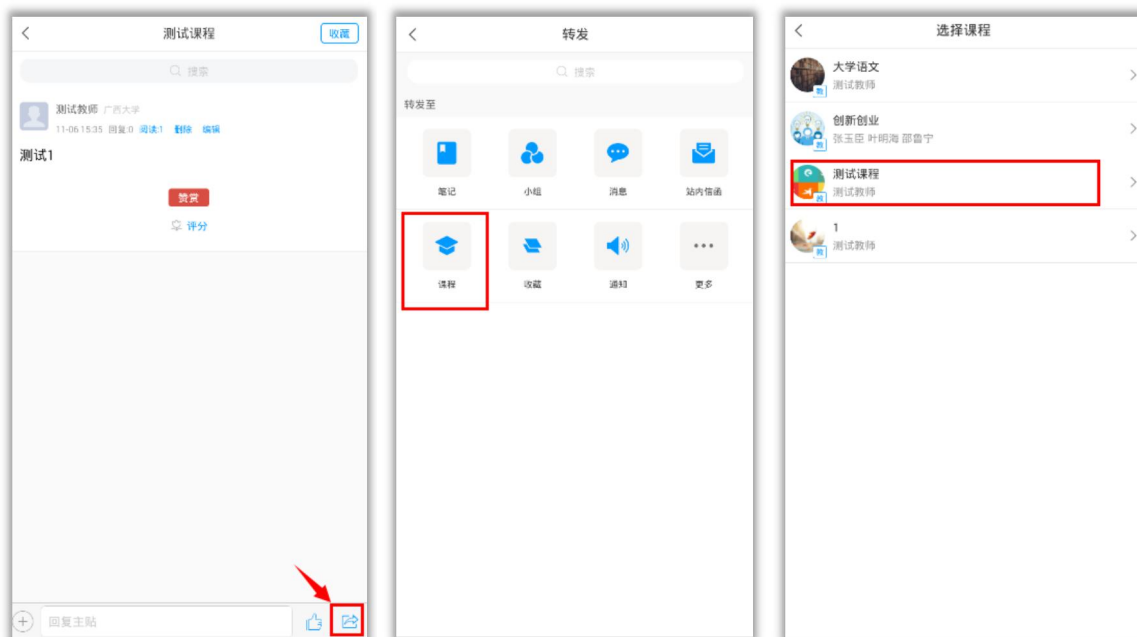 测试课程
收藏
搜索
测试教师 广西大学
11-06 15:35 回复:0 阅读:1 删除 编辑
测试1
赞赏
评分
回复主贴
转发
搜索
转发至
笔记 小组 消息 站内信函
课程 收藏 通知 更多
选择课程
大学语文
测试教师
教
创新创业
张玉臣 叶明海 邵鲁宁
教
测试课程
测试教师
教
1
测试教师
教